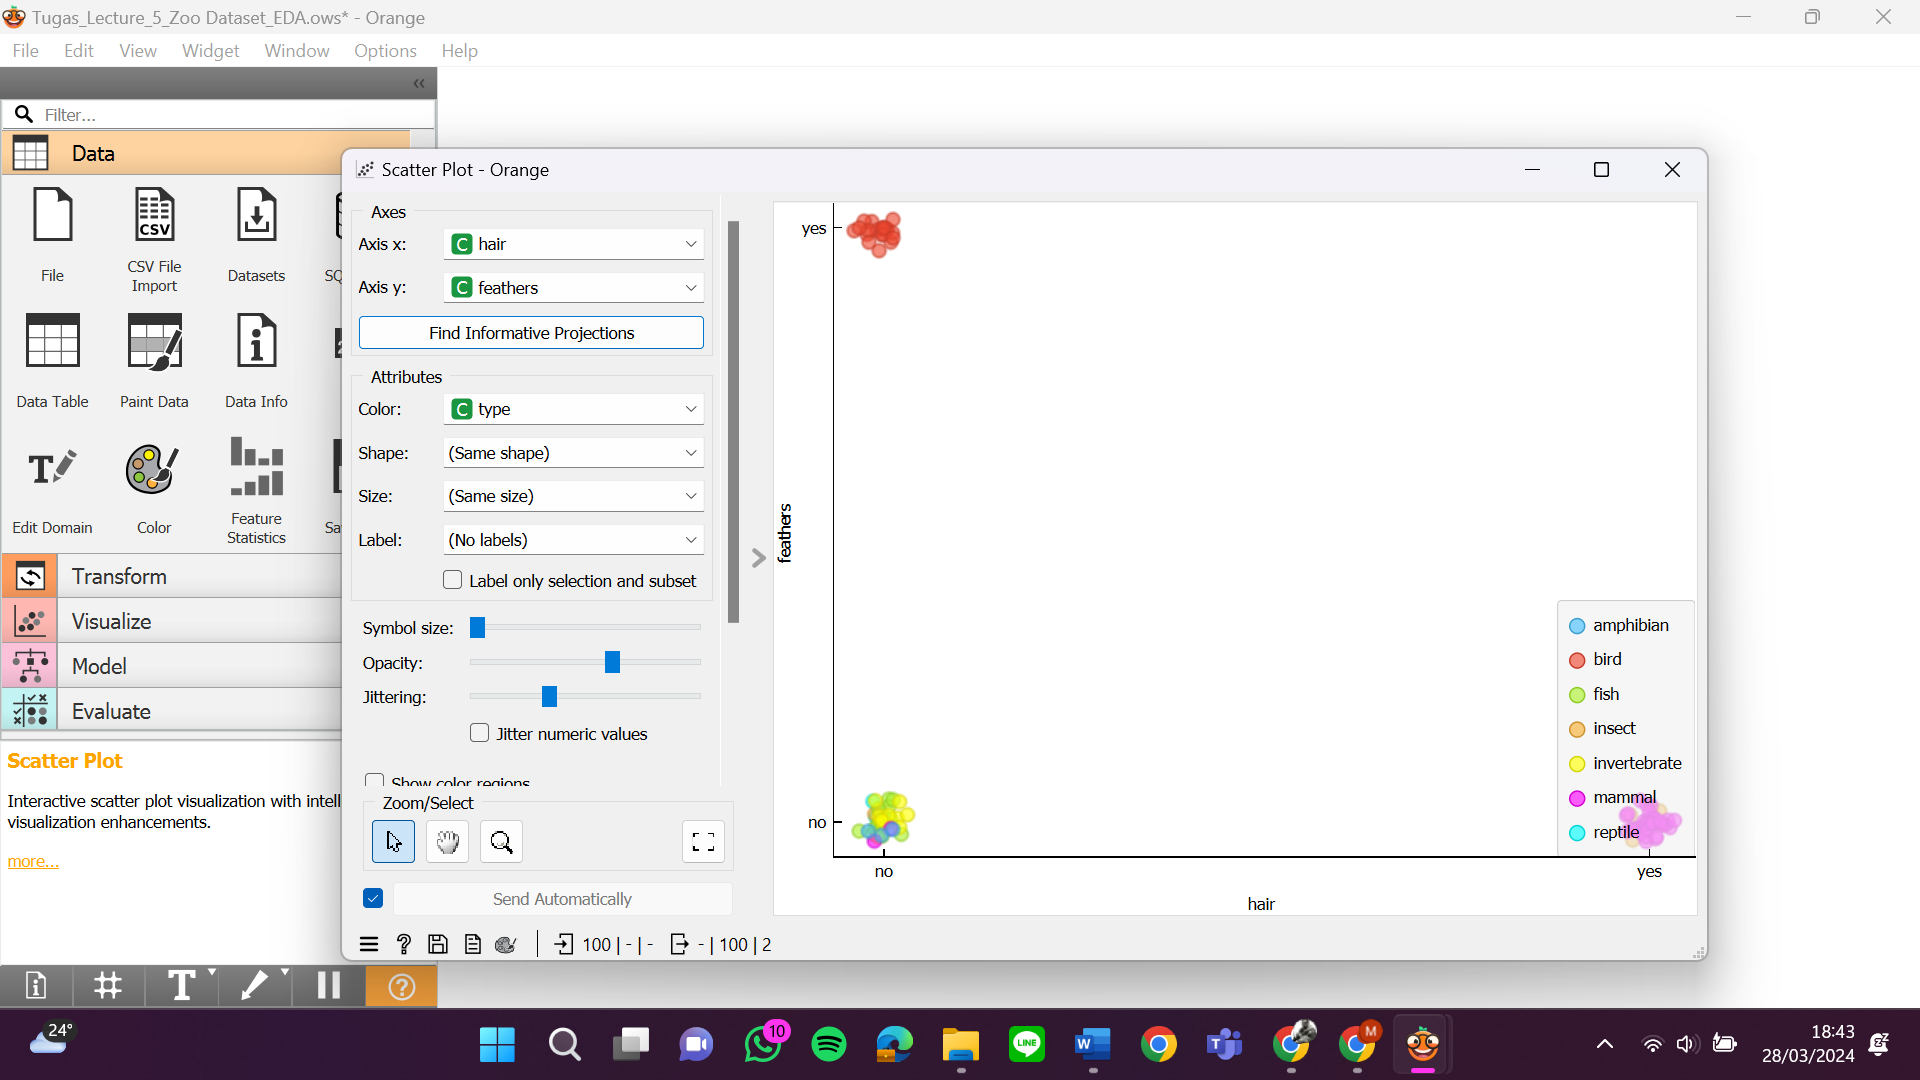 Tugas_Lecture_5_Zoo Dataset_EDA.ows* - Orange
File Edit View Widget Window Options Help
Filter...
Data
File
CSV File
Import
Datasets
SQ
Data Table
Paint Data
Data Info
Edit Domain
Color
Feature
Statistics
Sa
Transform
Visualize
Model
Evaluate
Scatter Plot
Interactive scatter plot visualization with intell
visualization enhancements.
more...
Scatter Plot - Orange
Axes
Axis x: C hair
Axis y: C feathers
Find Informative Projections
Attributes
Color: C type
Shape: (Same shape)
Size: (Same size)
Label: (No labels)
Label only selection and subset
Symbol size:
Opacity:
Jittering:
Jitter numeric values
Show color regions
Zoom/Select
Send Automatically
100 | - | - - | 100 | 2
yes
feathers
no
no
yes
hair
amphibian
bird
fish
insect
invertebrate
mammal
reptile
24°
10
LINE
W
M
18:43
28/03/2024